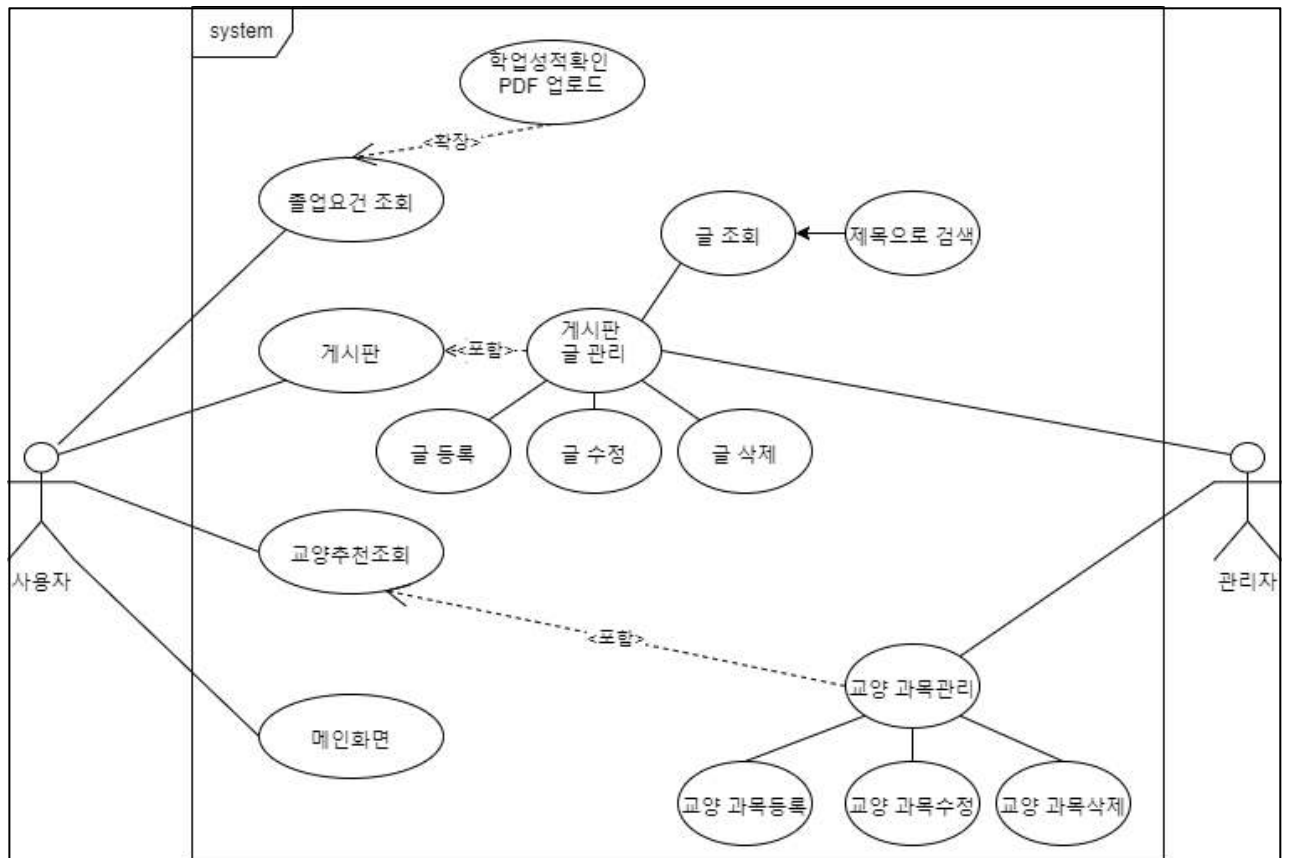 system
학업성적확인
PDF 업로드
<확장>
졸업요건 조회
글 조회
제목으로 검색
게시판
<포함>
게시판
글 관리
글 등록
글 수정
글 삭제
교양추천조회
사용자
관리자
<포함>
교양 과목관리
메인화면
교양 과목등록
교양 과목수정
교양 과목삭제